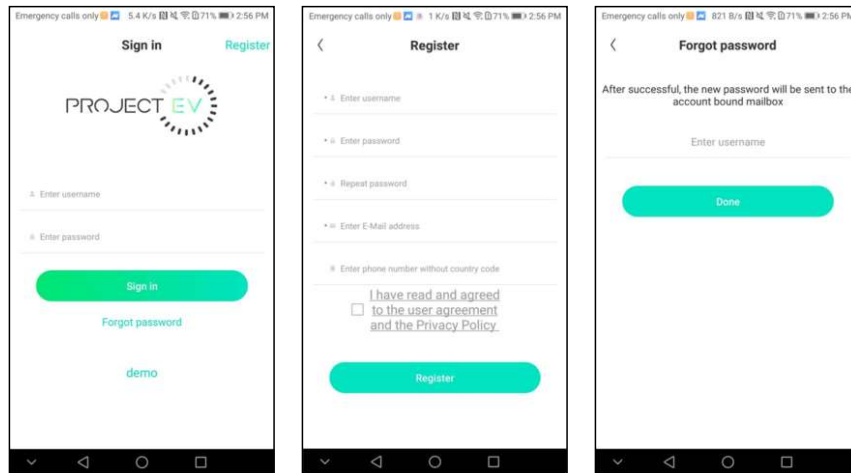 Emergency calls only 5.4 K/s 71% 2:56 PM
Sign in
Register
PROJECT EV
Enter username
Enter password
Sign in
Forgot password
demo
Emergency calls only 1 K/s 71% 2:56 PM
Register
* Enter username
* Enter password
* Repeat password
* Enter E-Mail address
Enter phone number without country code
I have read and agreed
to the user agreement
and the Privacy Policy
Register
Emergency calls only 821 B/s 71% 2:56 PM
Forgot password
After successful, the new password will be sent to the
account bound mailbox
Enter username
Done